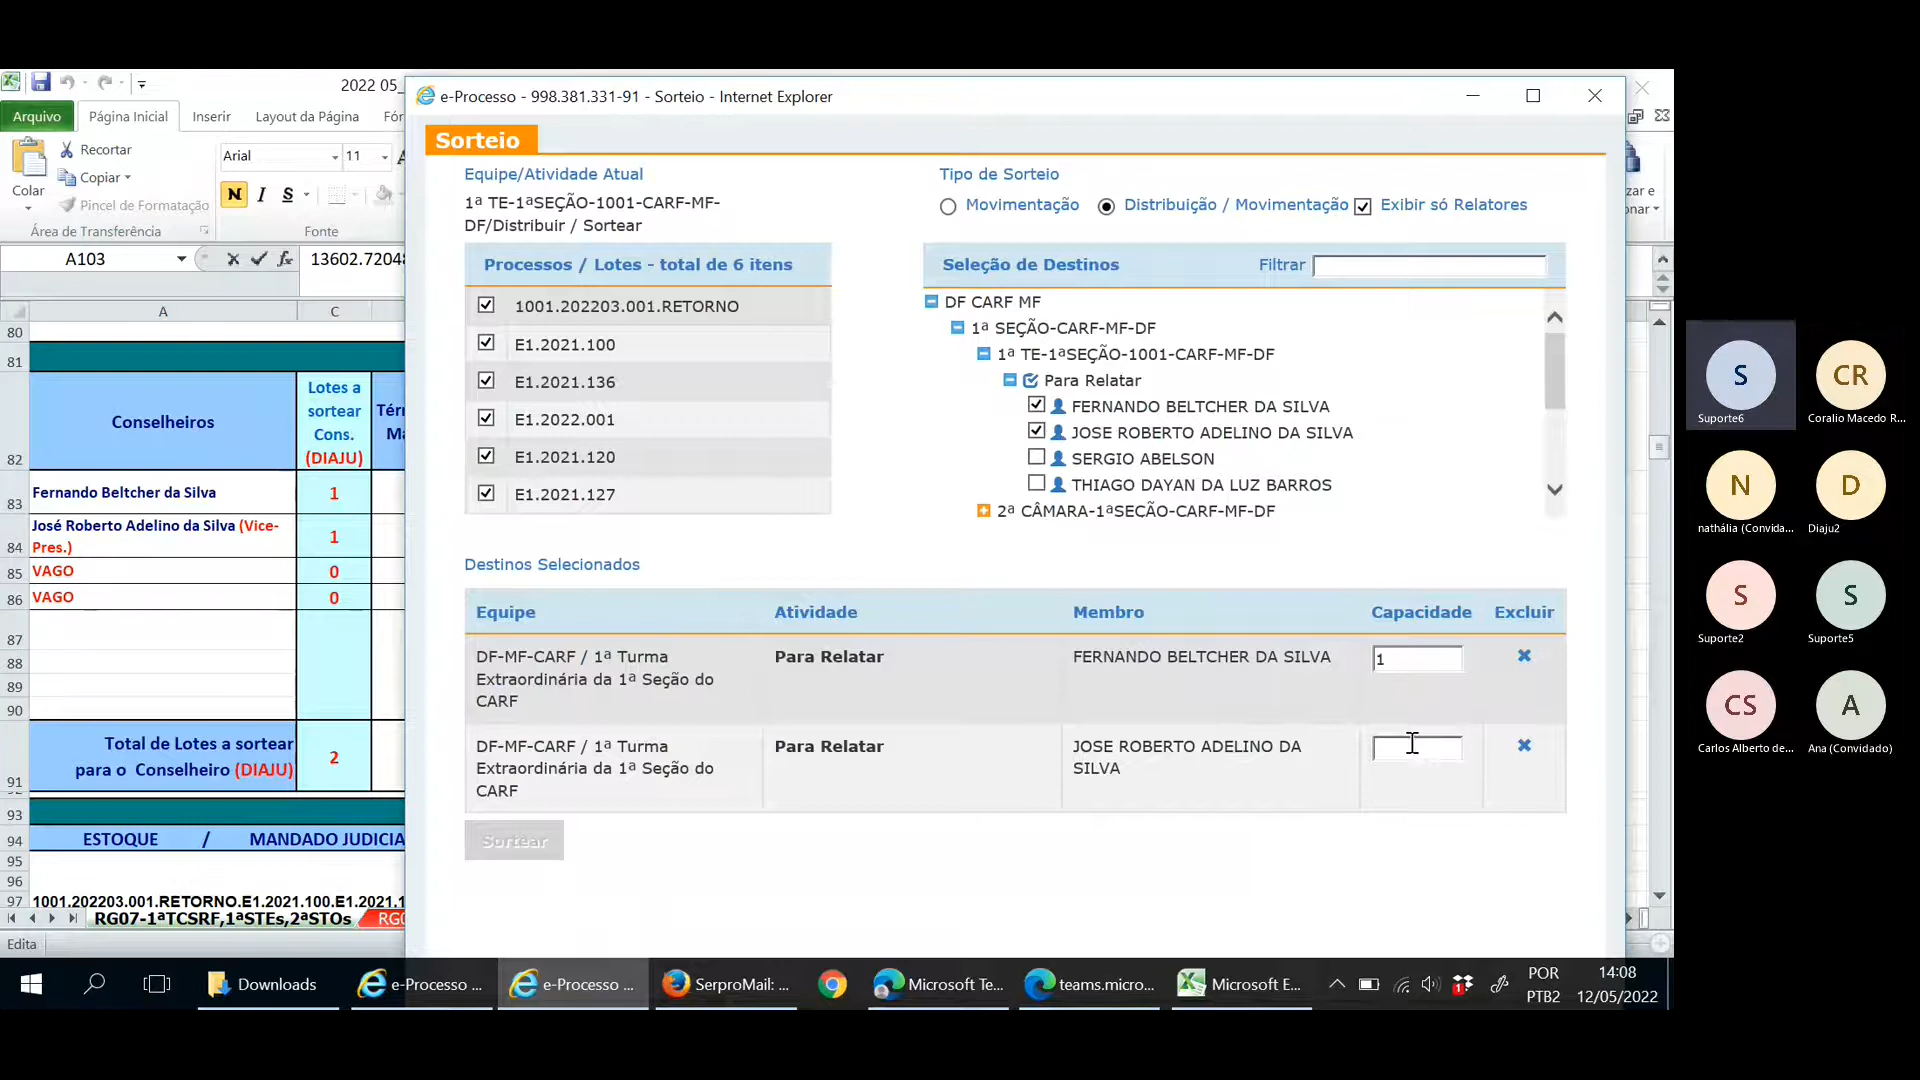 2022 05_
e-Processo - 998.381.331-91 - Sorteio - Internet Explorer
Arquivo
Página Inicial
Inserir
Layout da Página
Fór
Colar
Recortar
Copiar
Pincel de Formatação
Área de Transferência
Arial
11
N
I
S
Fonte
zar e
onar
A103
13602.72048
A
C
80
81
82
83
84
85
86
87
88
89
90
91
93
94
95
96
97
Conselheiros
Lotes a
sortear
Cons.
(DIAJU)
Térr
Ma
Fernando Beltcher da Silva
1
José Roberto Adelino da Silva (Vice-
Pres.)
1
VAGO
0
VAGO
0
Total de Lotes a sortear
para o Conselheiro (DIAJU)
2
ESTOQUE / MANDADO JUDICIA
1001.202203.001.RETORNO.E1.2021.100.E1.2021.1
RG07-1ªTCSRF,1ªSTEs,2ªSTOs
RG0
Edita
Sorteio
Equipe/Atividade Atual
1ª TE-1ªSEÇÃO-1001-CARF-MF-
DF/Distribuir / Sortear
Tipo de Sorteio
Movimentação
Distribuição / Movimentação
Exibir só Relatores
Processos / Lotes - total de 6 itens
1001.202203.001.RETORNO
E1.2021.100
E1.2021.136
E1.2022.001
E1.2021.120
E1.2021.127
Seleção de Destinos
Filtrar
DF CARF MF
1ª SEÇÃO-CARF-MF-DF
1ª TE-1ªSEÇÃO-1001-CARF-MF-DF
Para Relatar
FERNANDO BELTCHER DA SILVA
JOSE ROBERTO ADELINO DA SILVA
SERGIO ABELSON
THIAGO DAYAN DA LUZ BARROS
2ª CÂMARA-1ªSECÃO-CARF-MF-DF
Destinos Selecionados
Equipe
Atividade
Membro
Capacidade
Excluir
DF-MF-CARF / 1ª Turma
Extraordinária da 1ª Seção do
CARF
Para Relatar
FERNANDO BELTCHER DA SILVA
1
DF-MF-CARF / 1ª Turma
Extraordinária da 1ª Seção do
CARF
Para Relatar
JOSE ROBERTO ADELINO DA
SILVA
Sortear
S
Suporte6
CR
Coralio Macedo R...
N
nathália (Convida...
D
Diaju2
S
Suporte2
S
Suporte5
CS
Carlos Alberto de...
A
Ana (Convidado)
Downloads
e-Processo ...
e-Processo ...
SerproMail: ...
Microsoft Te...
teams.micro...
Microsoft E...
1
POR
PTB2
14:08
12/05/2022